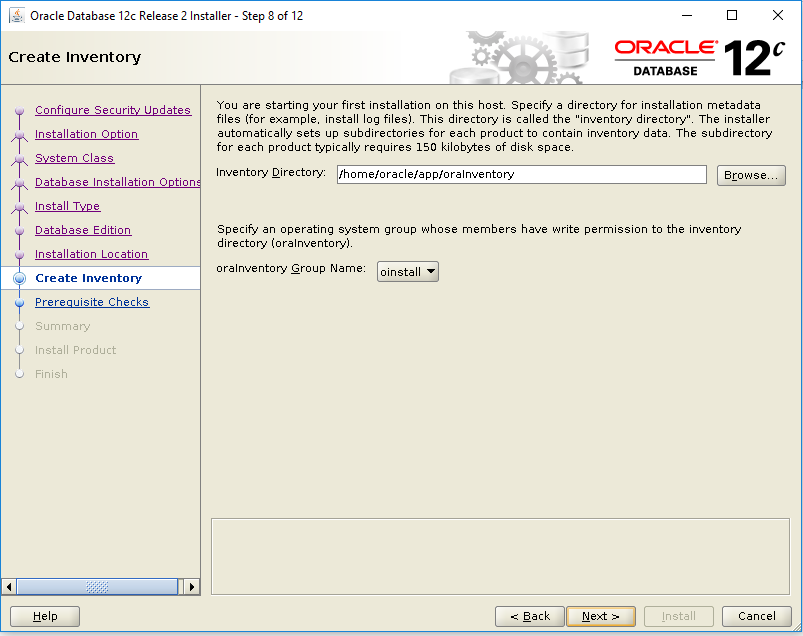 Oracle Database 12c Release 2 Installer - Step 8 of 12
Create Inventory
ORACLE
DATABASE
12c
Configure Security Updates
Installation Option
System Class
Database Installation Options
Install Type
Database Edition
Installation Location
Create Inventory
Prerequisite Checks
Summary
Install Product
Finish
You are starting your first installation on this host. Specify a directory for installation metadata
files (for example, install log files). This directory is called the "inventory directory". The installer
automatically sets up subdirectories for each product to contain inventory data. The subdirectory
for each product typically requires 150 kilobytes of disk space.
Inventory Directory: /home/oracle/app/oraInventory Browse...
Specify an operating system group whose members have write permission to the inventory
directory (oraInventory).
oraInventory Group Name: oinstall
Help
< Back Next > Install Cancel